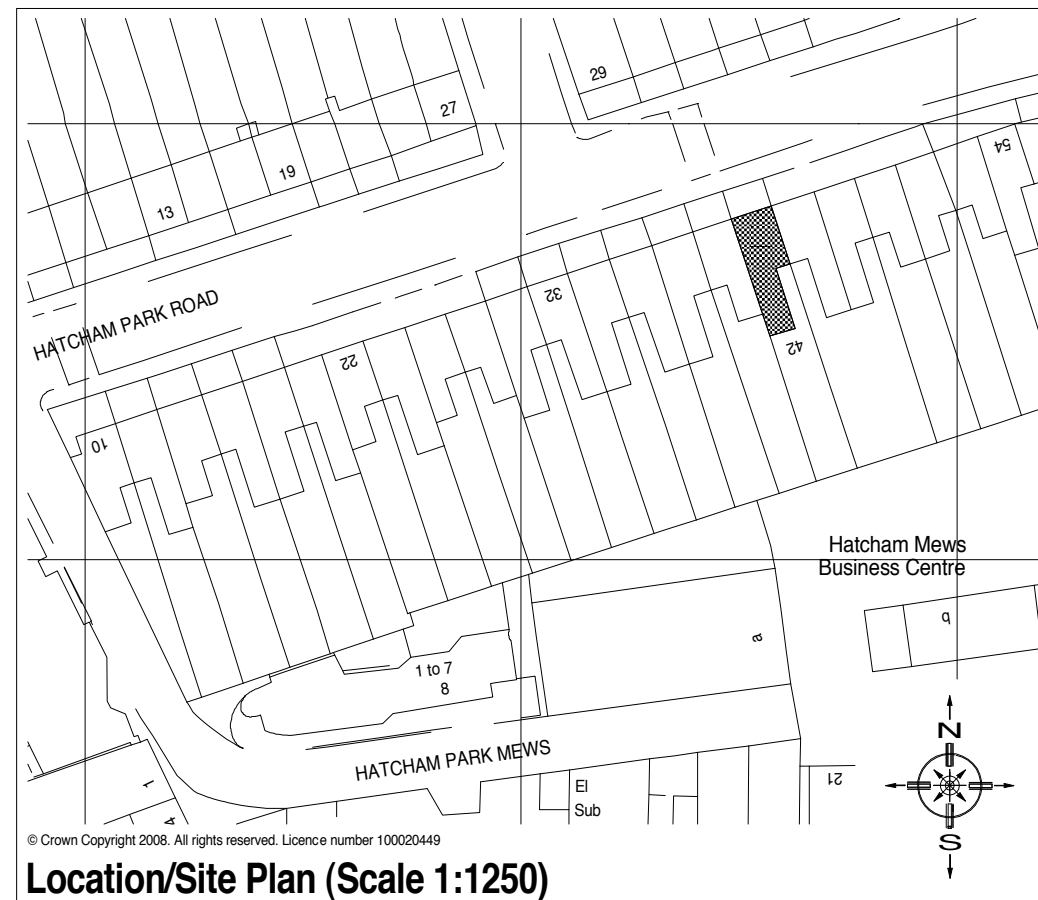 29
27
19
13
54
HATCHAM PARK ROAD
32
22
42
10
Hatcham Mews
Business Centre
b
a
1 to 7
8
HATCHAM PARK MEWS
El
Sub
21
1
4
N
S
© Crown Copyright 2008. All rights reserved. Licence number 100020449
Location/Site Plan (Scale 1:1250)